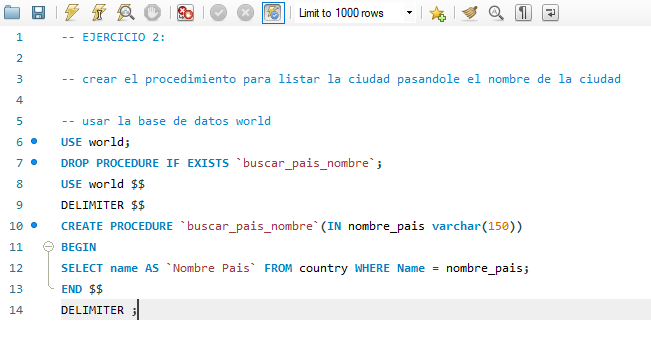 Limit to 1000 rows
1 -- EJERCICIO 2:
2
3 -- crear el procedimiento para listar la ciudad pasandole el nombre de la ciudad
4
5 -- usar la base de datos world
6 USE world;
7 DROP PROCEDURE IF EXISTS `buscar_pais_nombre`;
8 USE world $$
9 DELIMITER $$
10 CREATE PROCEDURE `buscar_pais_nombre`(IN nombre_pais varchar(150))
11 BEGIN
12 SELECT name AS `Nombre Pais` FROM country WHERE Name = nombre_pais;
13 END $$
14 DELIMITER ;